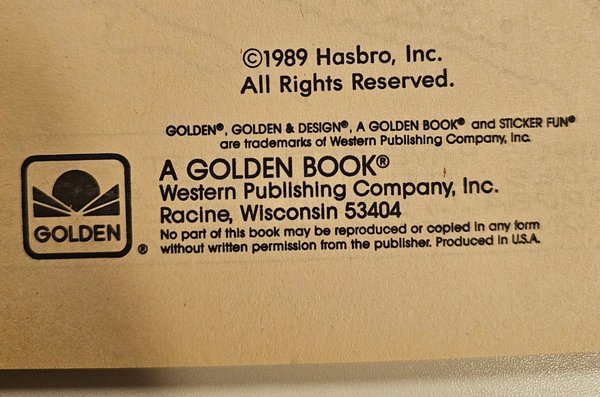 ©1989 Hasbro, Inc.
All Rights Reserved.
GOLDEN®, GOLDEN & DESIGN®, A GOLDEN BOOK® and STICKER FUN®
are trademarks of Western Publishing Company, Inc.
A GOLDEN BOOK®
Western Publishing Company, Inc.
Racine, Wisconsin 53404
No part of this book may be reproduced or copied in any form
without written permission from the publisher. Produced in U.S.A.
GOLDEN®